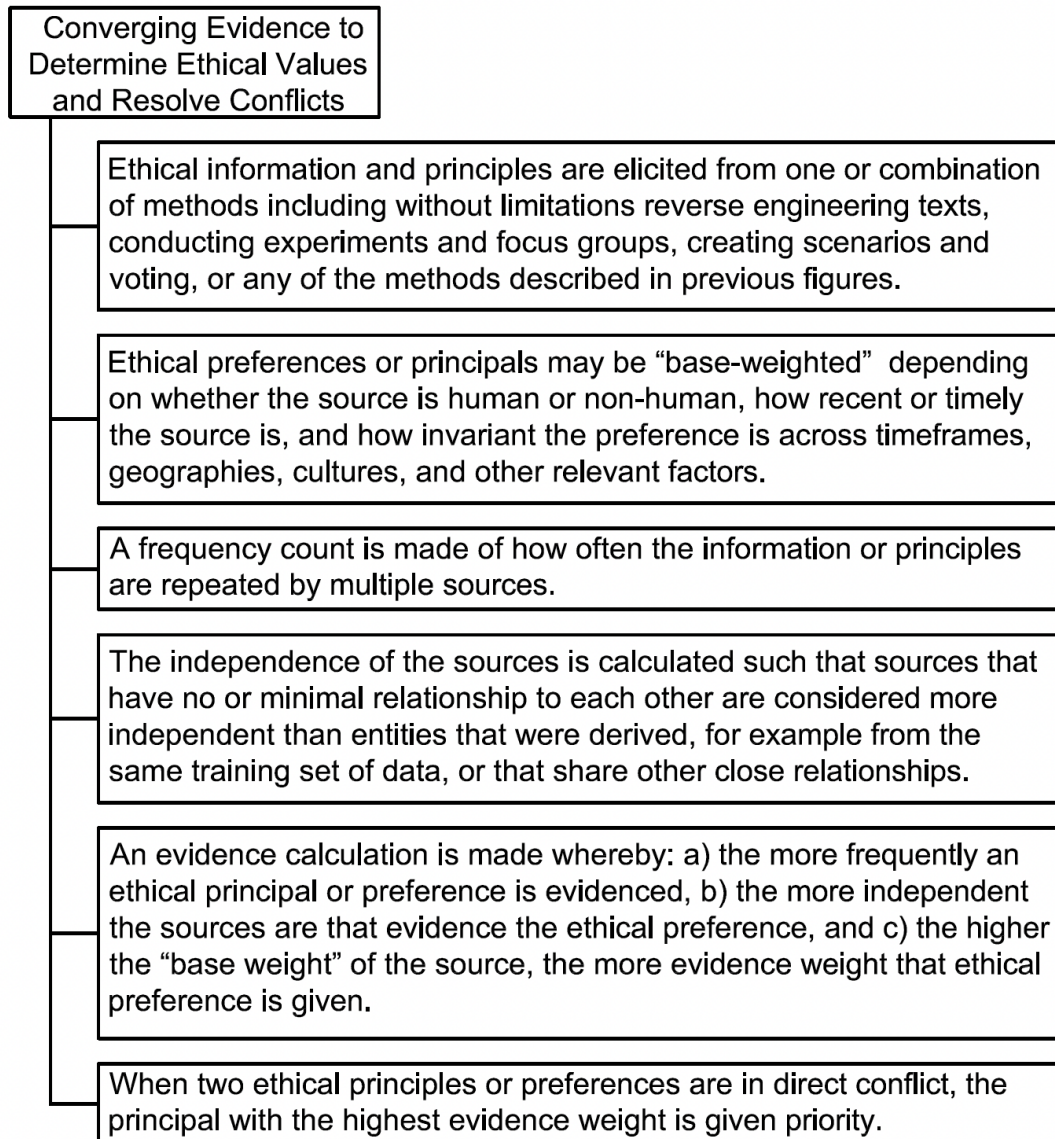 Converging Evidence to
Determine Ethical Values
and Resolve Conflicts
Ethical information and principles are elicited from one or combination
of methods including without limitations reverse engineering texts,
conducting experiments and focus groups, creating scenarios and
voting, or any of the methods described in previous figures.
Ethical preferences or principals may be “base-weighted” depending
on whether the source is human or non-human, how recent or timely
the source is, and how invariant the preference is across timeframes,
geographies, cultures, and other relevant factors.
A frequency count is made of how often the information or principles
are repeated by multiple sources.
The independence of the sources is calculated such that sources that
have no or minimal relationship to each other are considered more
independent than entities that were derived, for example from the
same training set of data, or that share other close relationships.
An evidence calculation is made whereby: a) the more frequently an
ethical principal or preference is evidenced, b) the more independent
the sources are that evidence the ethical preference, and c) the higher
the “base weight” of the source, the more evidence weight that ethical
preference is given.
When two ethical principles or preferences are in direct conflict, the
principal with the highest evidence weight is given priority.